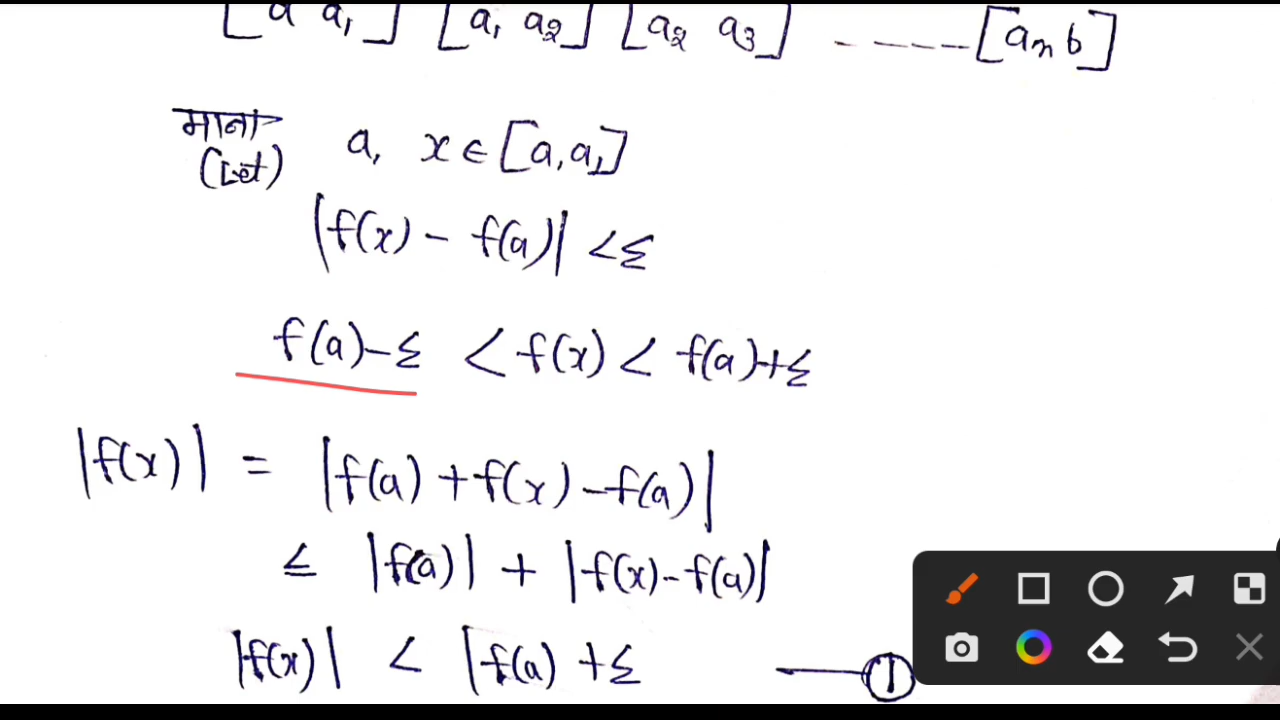 [a a₁] [a₁ a₂] [a₂ a₃] ------[aₙ b]
माना a, x ∈ [a, a₁]
(Let)
|f(x) - f(a)| < ε
f(a)-ε < f(x) < f(a)+ε
|f(x)| = |f(a) + f(x) - f(a)|
≤ |f(a)| + |f(x) - f(a)|
|f(x)| < |f(a) + ε —①